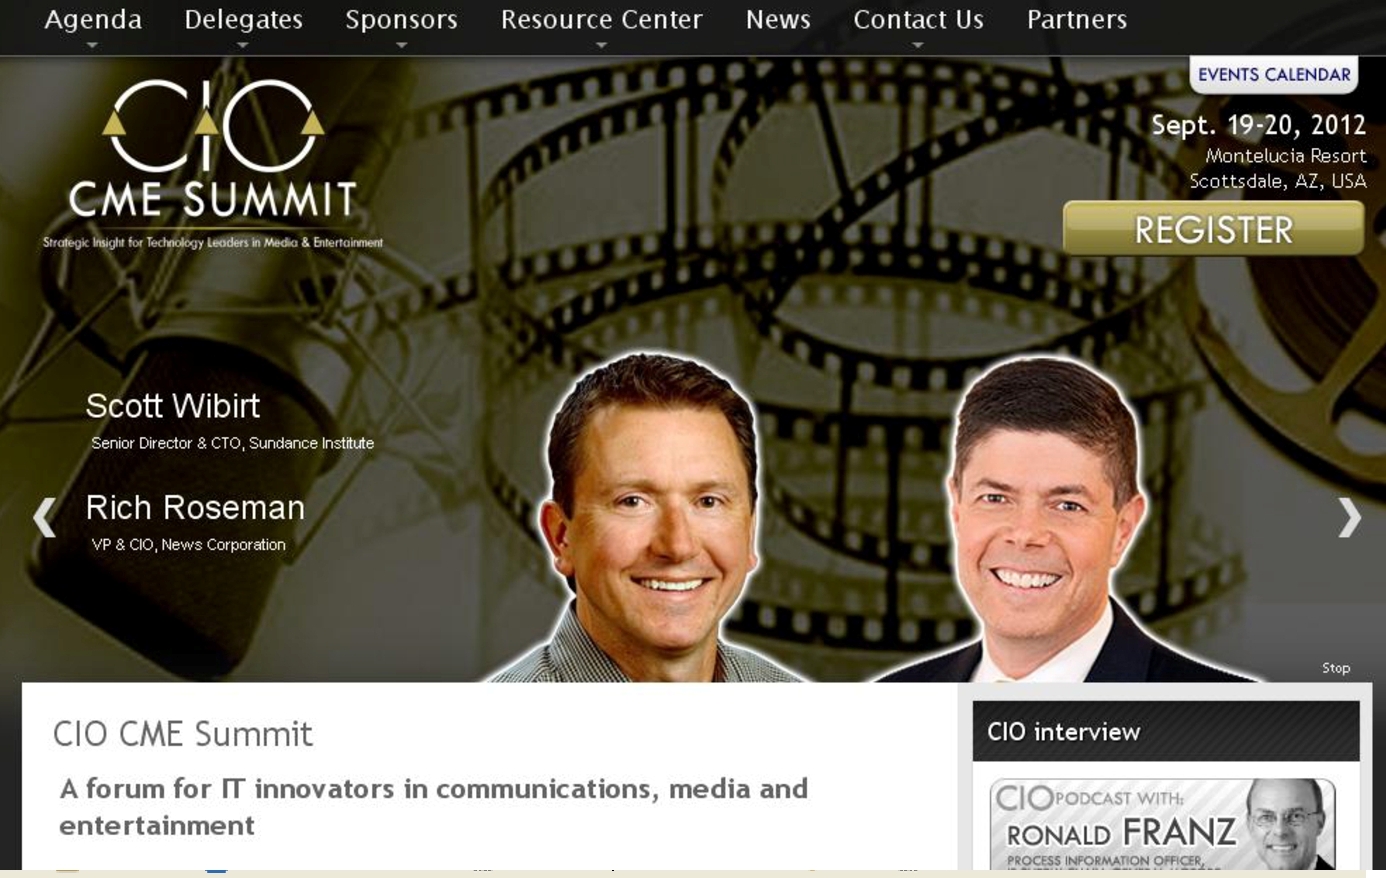 Agenda Delegates Sponsors Resource Center News Contact Us Partners
EVENTS CALENDAR
CIO
CME SUMMIT
Strategic Insight for Technology Leaders in Media & Entertainment
Sept. 19-20, 2012
Montelucia Resort
Scottsdale, AZ, USA
REGISTER
Scott Wibirt
Senior Director & CTO, Sundance Institute
Rich Roseman
VP & CIO, News Corporation
Stop
CIO CME Summit
A forum for IT innovators in communications, media and
entertainment
CIO interview
CIO PODCAST WITH:
RONALD FRANZ
PROCESS INFORMATION OFFICER,